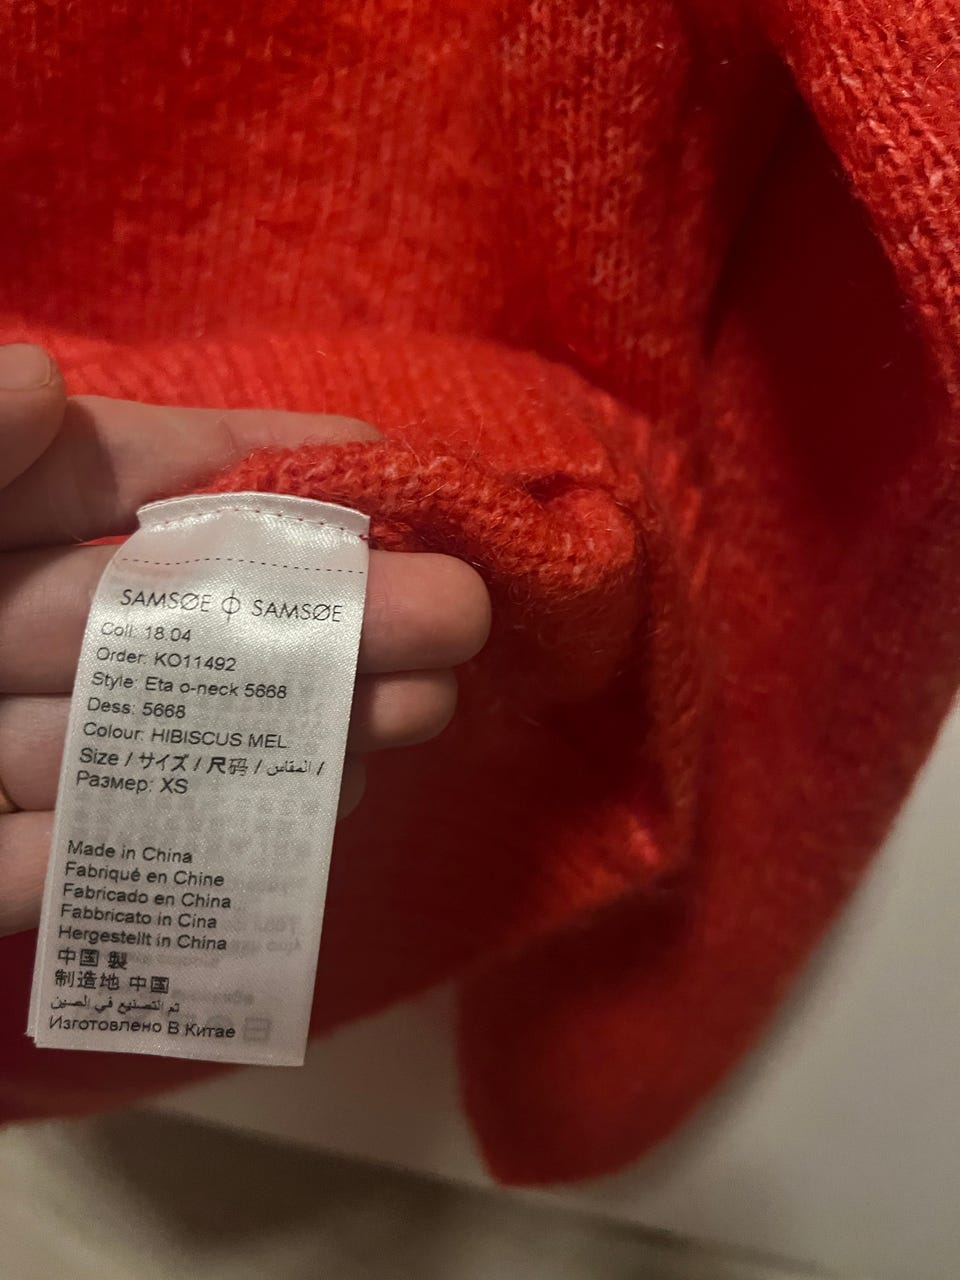 SAMSØE ϕ SAMSØE
Coll: 18.04
Order: KO11492
Style: Eta o-neck 5668
Dess: 5668
Colour: HIBISCUS MEL.
Size / サイズ / 尺码 / المقاس /
Размер: XS
Made in China
Fabriqué en Chine
Fabricado en China
Fabbricato in Cina
Hergestellt in China
中国 製
制造地 中国
تم التصنيع في الصين
Изготовлено В Китае